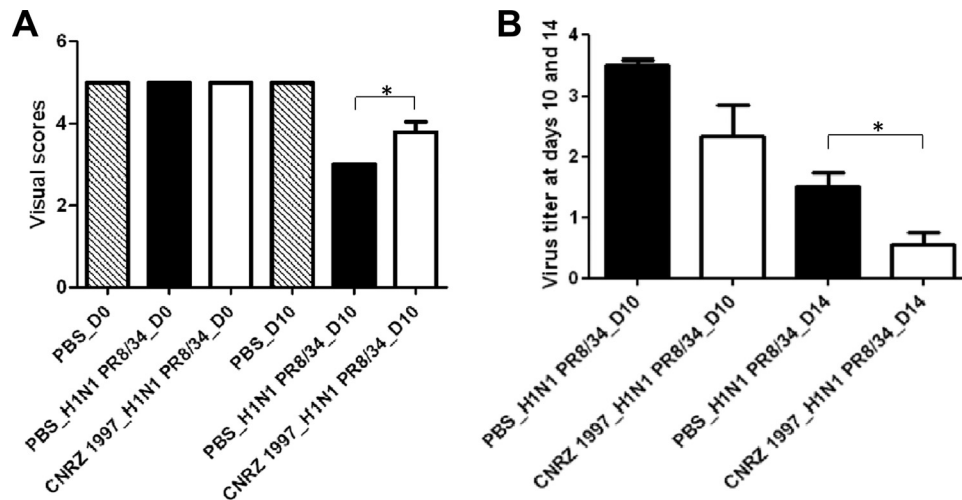 A
Visual scores
6
4
2
0
*
PBS_D0
PBS_H1N1 PR8/34_D0
CNRZ 1997_H1N1 PR8/34_D0
PBS_D10
PBS_H1N1 PR8/34_D10
CNRZ 1997_H1N1 PR8/34_D10
B
Virus titer at days 10 and 14
4
3
2
1
0
*
PBS_H1N1 PR8/34_D10
CNRZ 1997_H1N1 PR8/34_D10
PBS_H1N1 PR8/34_D14
CNRZ 1997_H1N1 PR8/34_D14